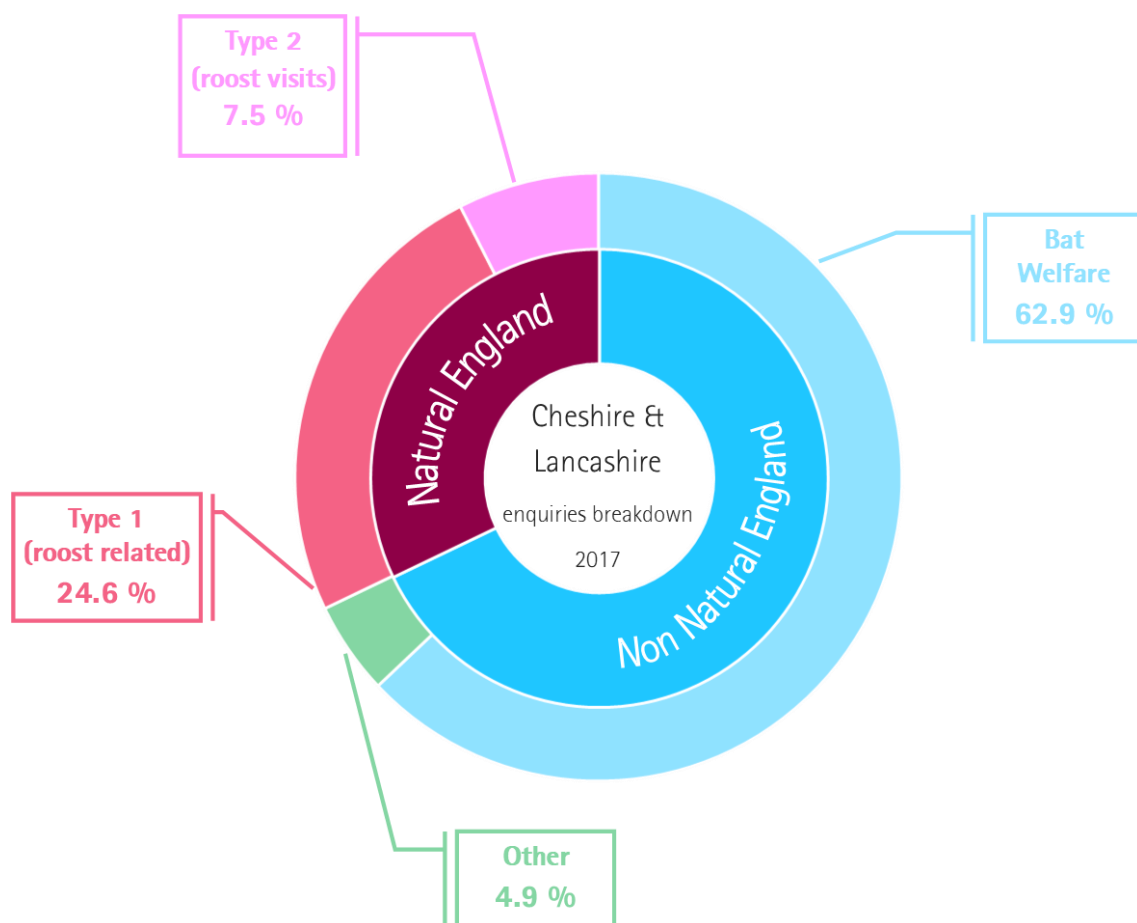 Type 2
(roost visits)
7.5 %
Bat
Welfare
62.9 %
Natural England
Cheshire &
Lancashire
enquiries breakdown
2017
Non Natural England
Type 1
(roost related)
24.6 %
Other
4.9 %